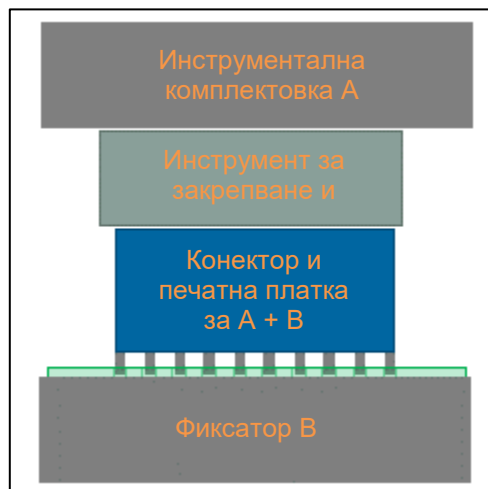 Инструментална
комплектовка А
Инструмент за
закрепване и
Конектор и
печатна платка
за А + В
Фиксатор В